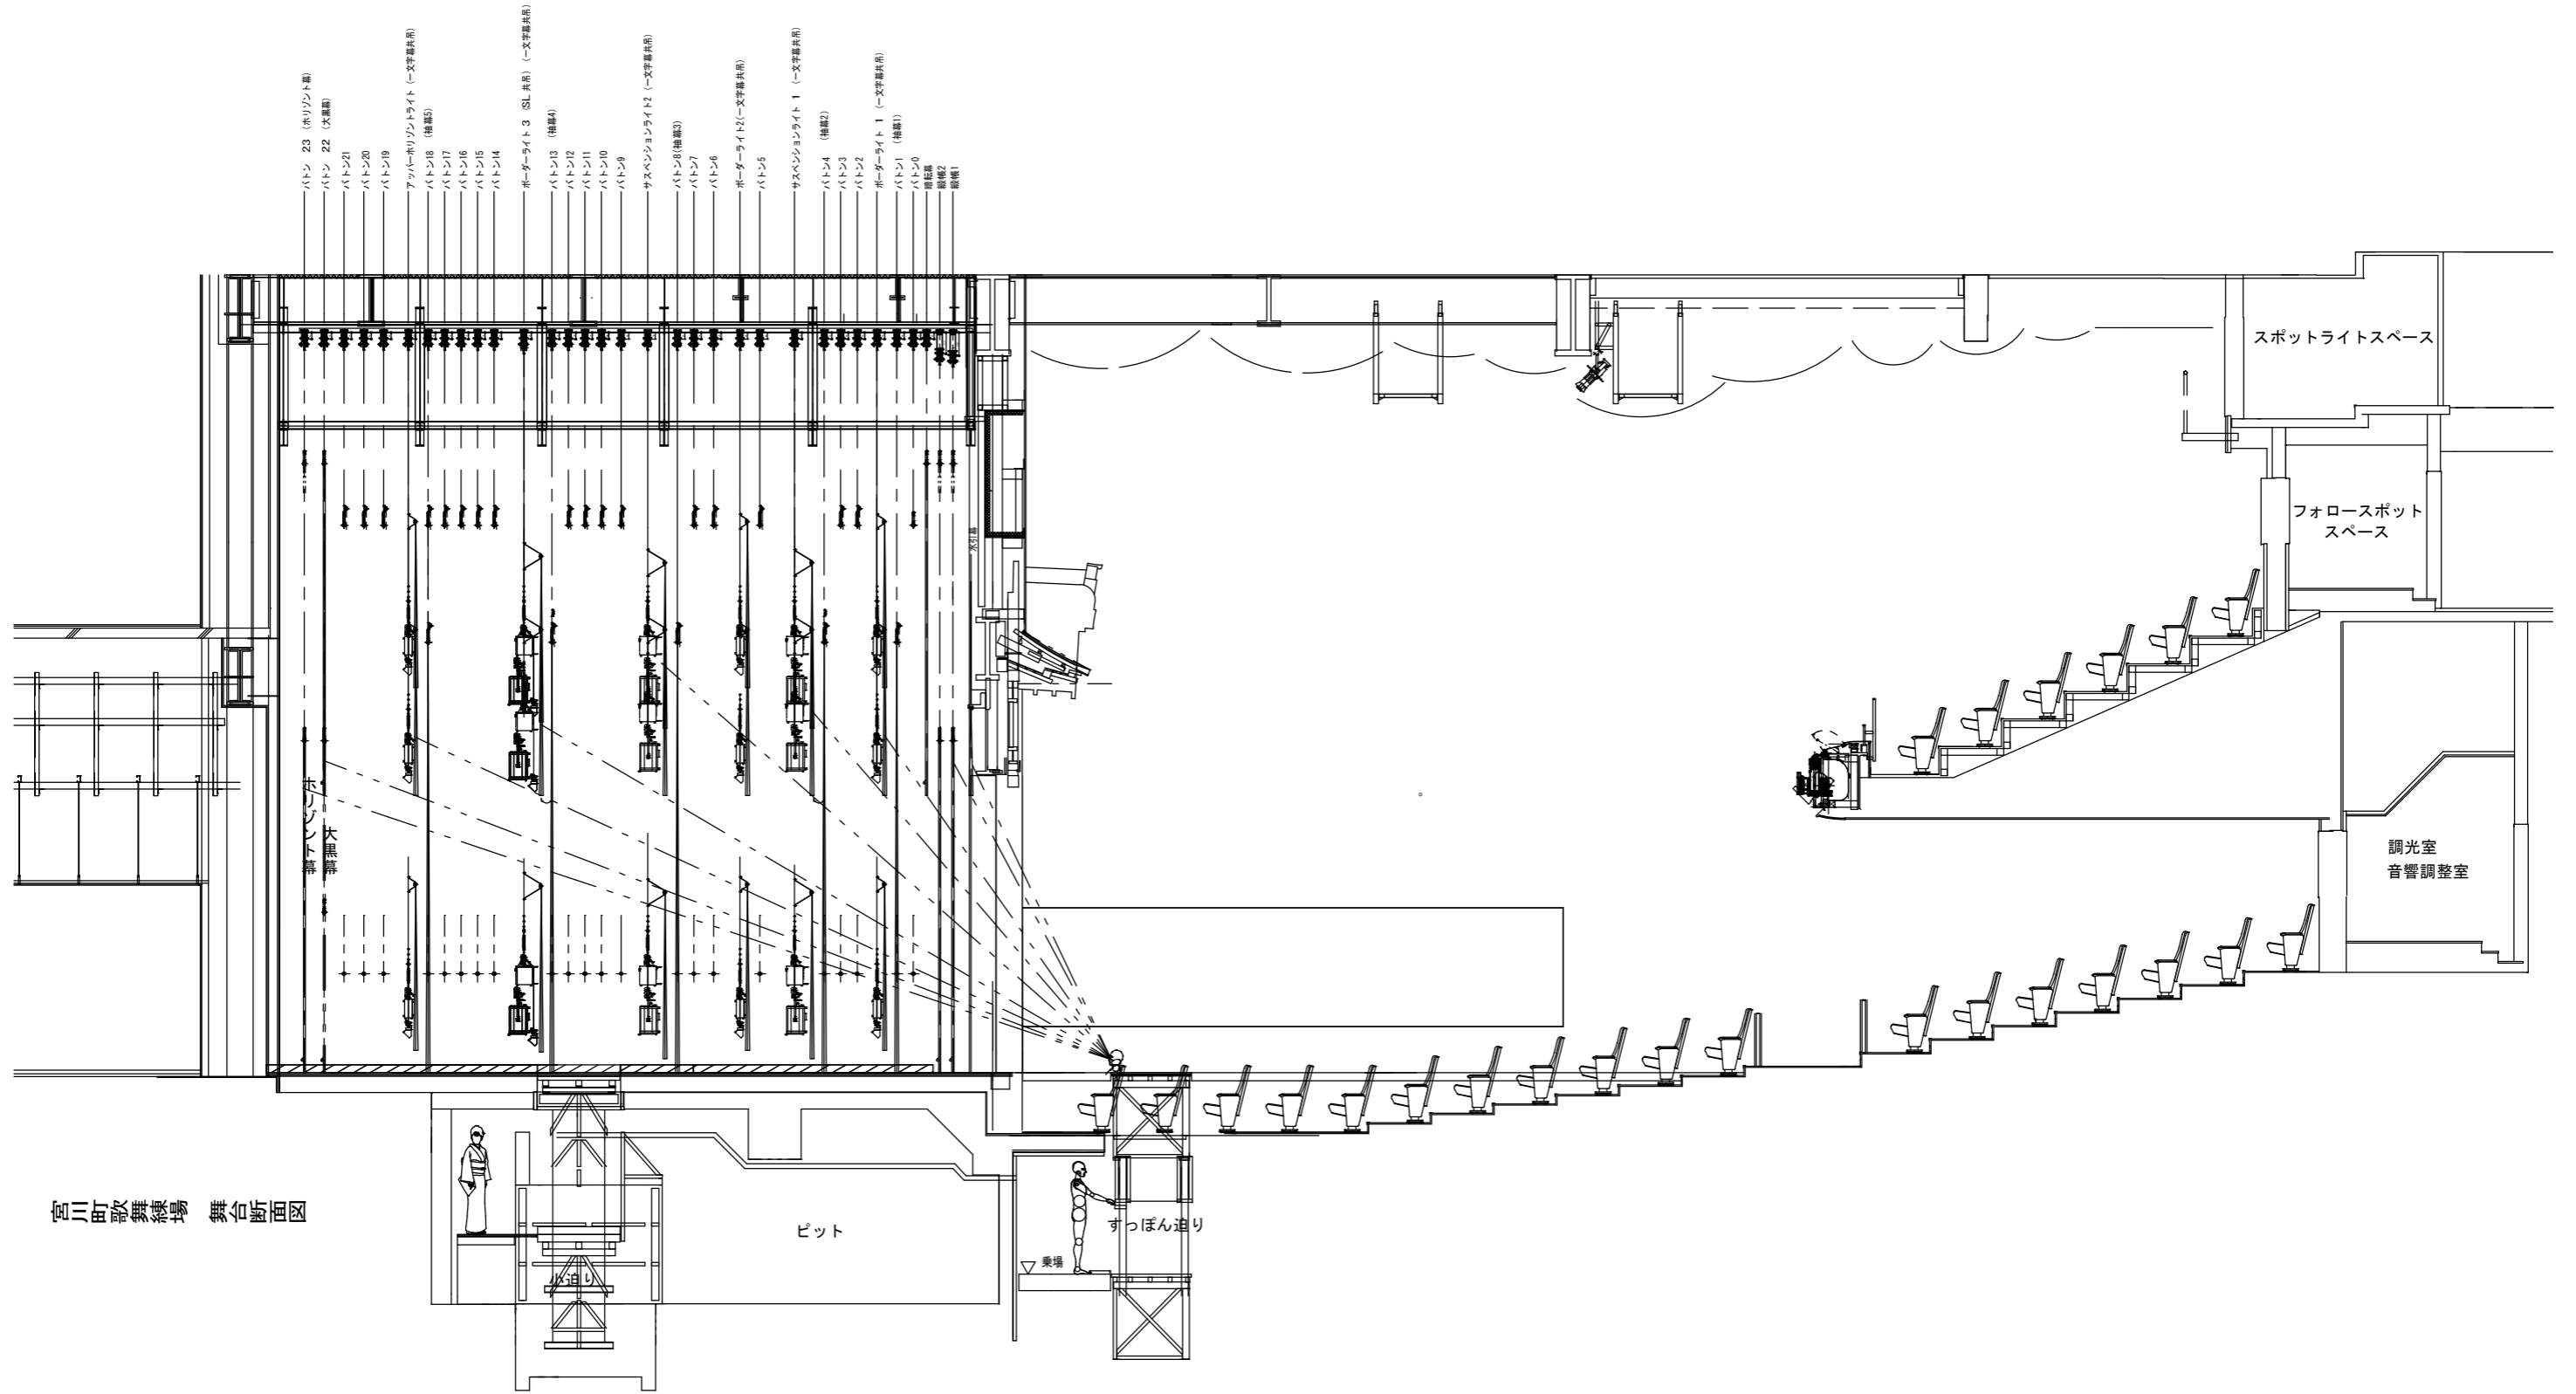 バトン 23 (ホリゾント幕)
バトン 22 (大黒幕)
バトン21
バトン20
バトン19
アッパーホリゾントライト (一文字幕共吊)
バトン18 (袖幕5)
バトン17
バトン16
バトン15
バトン14
ボーダーライト 3 (SL 共吊) (一文字幕共吊)
バトン13 (袖幕4)
バトン12
バトン11
バトン10
バトン9
サスペンションライト2 (一文字幕共吊)
バトン8(袖幕3)
バトン7
バトン6
ボーダーライト2(一文字幕共吊)
バトン5
サスペンションライト 1 (一文字幕共吊)
バトン4 (袖幕2)
バトン3
バトン2
ボーダーライト 1 (一文字幕共吊)
バトン1 (袖幕1)
バトン0
暗転幕
緞帳2
緞帳1
スポットライトスペース
フォロースポット
スペース
水引幕
ホリゾント幕
大黒幕
調光室
音響調整室
宮川町歌舞練場 舞台断面図
ピット
すっぽん迫り
乗場
小迫り